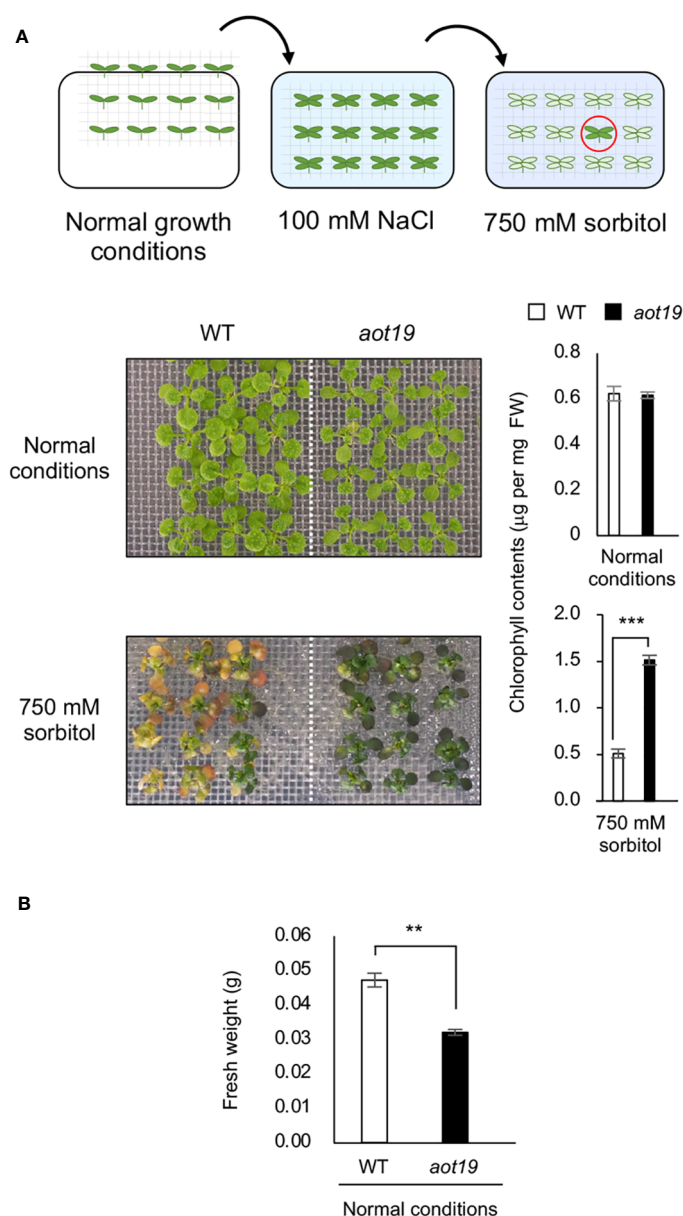 A
Normal growth
conditions
100 mM NaCl
750 mM sorbitol
WT
aot19
WT
aot19
Normal
conditions
Chlorophyll contents (μg per mg FW)
0.8
0.6
0.4
0.2
0
Normal
conditions
750 mM
sorbitol
2.0
1.5
1.0
0.5
0.0
***
750 mM
sorbitol
B
Fresh weight (g)
0.06
0.05
0.04
0.03
0.02
0.01
0.00
**
WT
aot19
Normal conditions